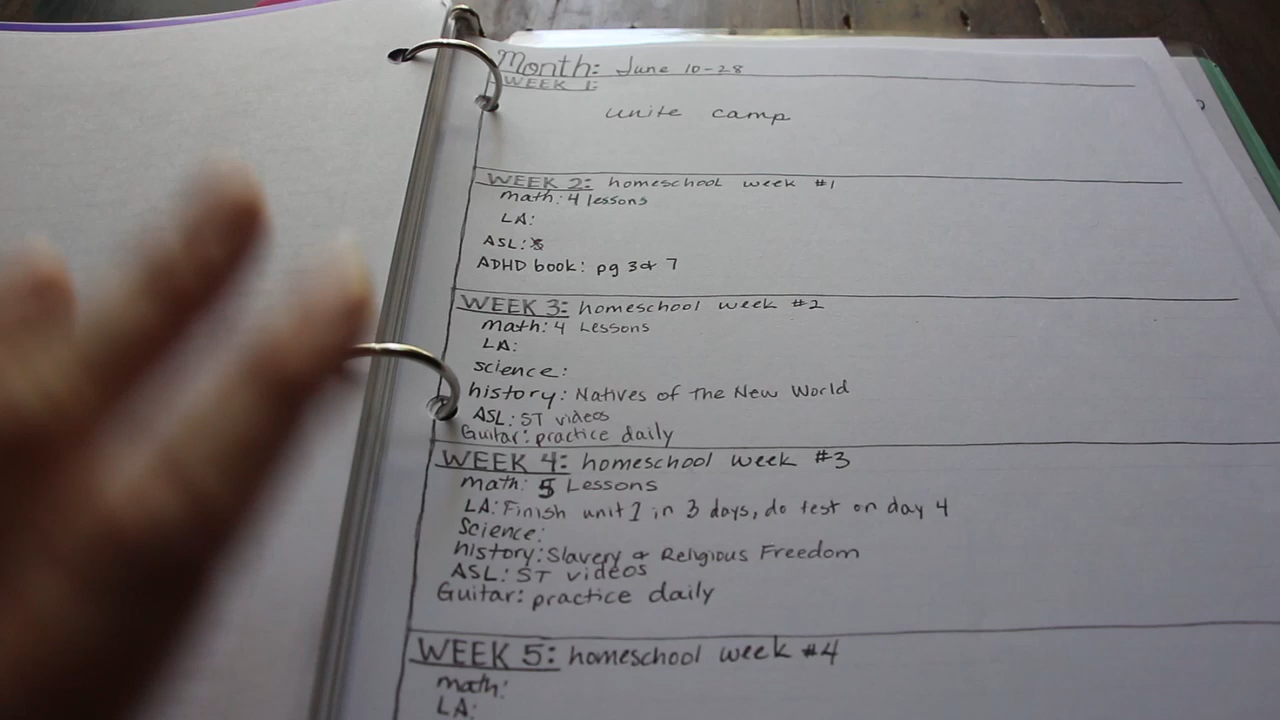 Month: June 10-28
WEEK 1:
unite camp
WEEK 2: homeschool week #1
math: 4 lessons
LA:
ASL:
ADHD book: pg 3 & 7
WEEK 3: homeschool week #2
math: 4 Lessons
LA:
science:
history: Natives of the New World
ASL: ST videos
Guitar: practice daily
WEEK 4: homeschool week #3
math: 5 Lessons
LA: Finish unit 1 in 3 days, do test on day 4
Science:
history: Slavery & Religious Freedom
ASL: ST videos
Guitar: practice daily
WEEK 5: homeschool week #4
math:
LA: